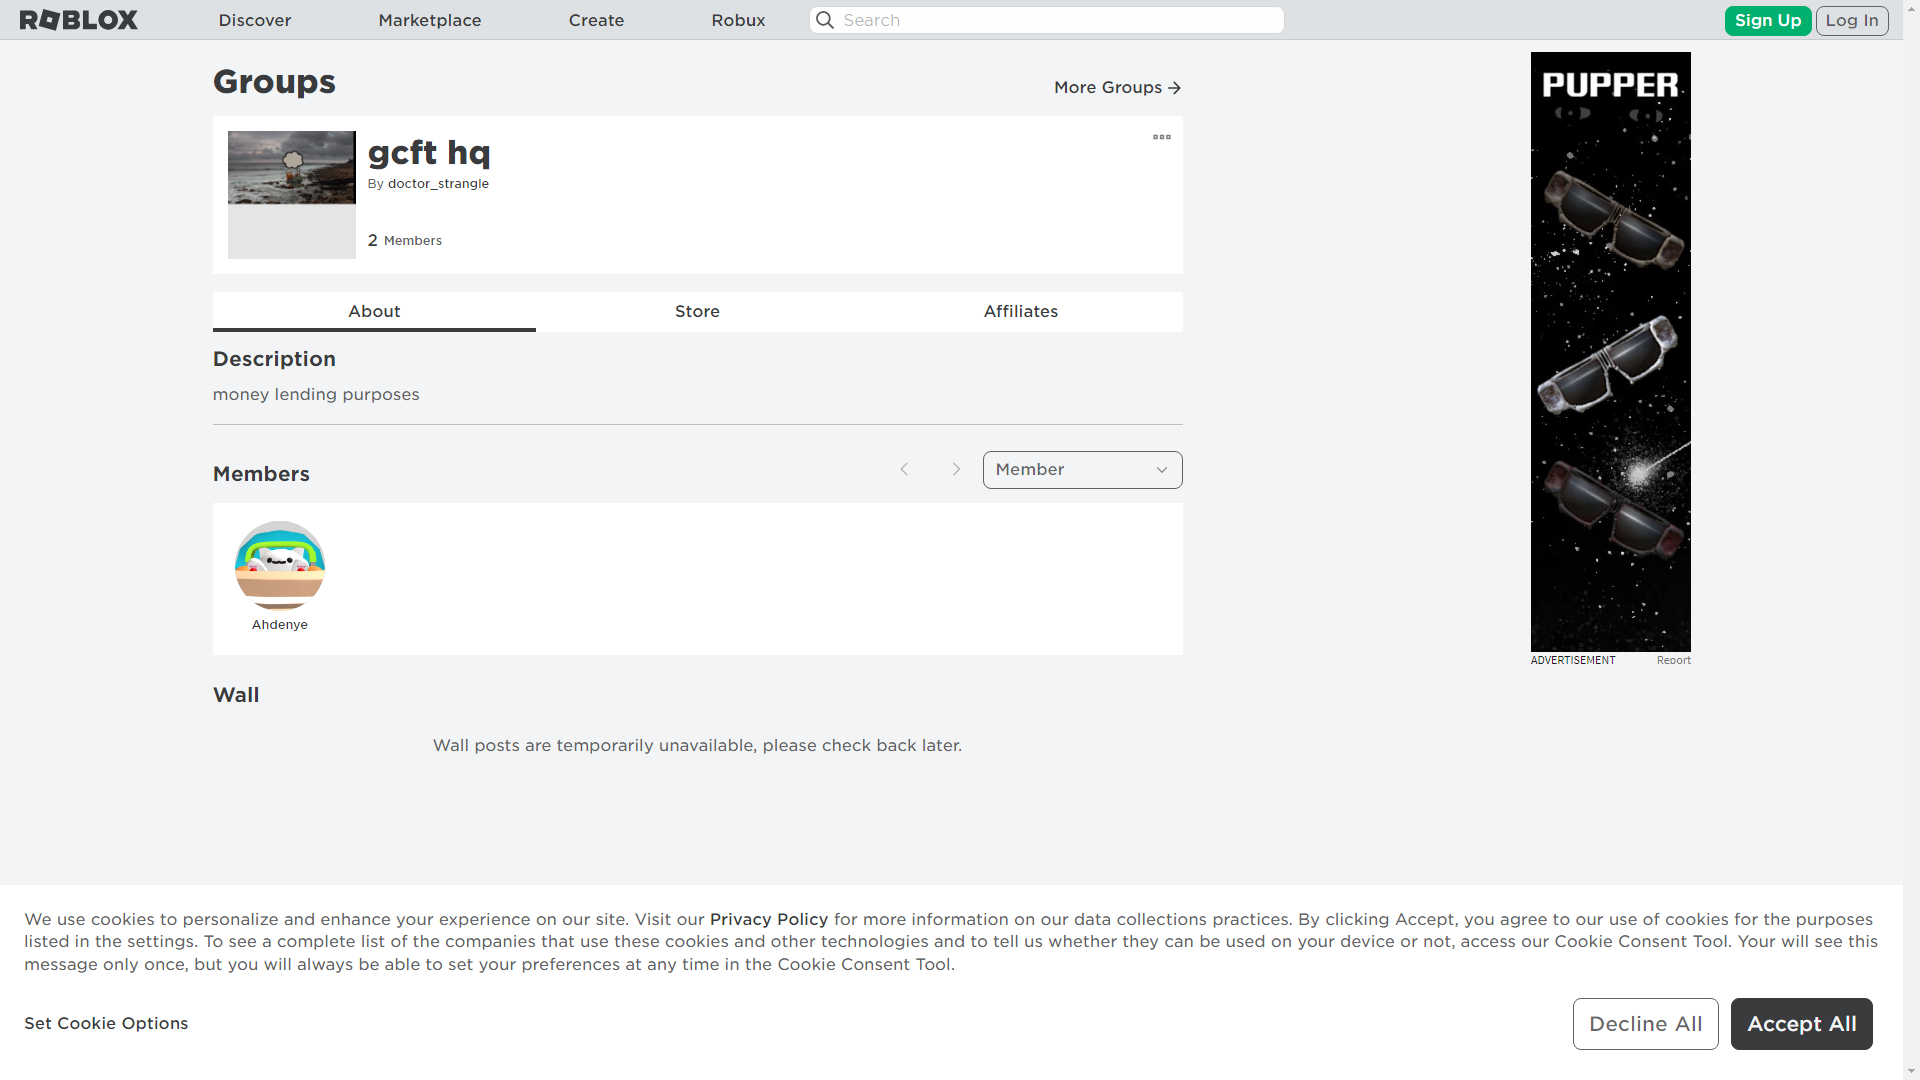 ROBLOX
Discover
Marketplace
Create
Robux
Search
Sign Up
Log In
Groups
More Groups
gcft hq
By doctor_strangle
2 Members
About
Store
Affiliates
Description
money lending purposes
Members
Member
Ahdenye
Wall
Wall posts are temporarily unavailable, please check back later.
PUPPER
ADVERTISEMENT
Report
We use cookies to personalize and enhance your experience on our site. Visit our Privacy Policy for more information on our data collections practices. By clicking Accept, you agree to our use of cookies for the purposes
listed in the settings. To see a complete list of the companies that use these cookies and other technologies and to tell us whether they can be used on your device or not, access our Cookie Consent Tool. Your will see this
message only once, but you will always be able to set your preferences at any time in the Cookie Consent Tool.
Set Cookie Options
Decline All
Accept All